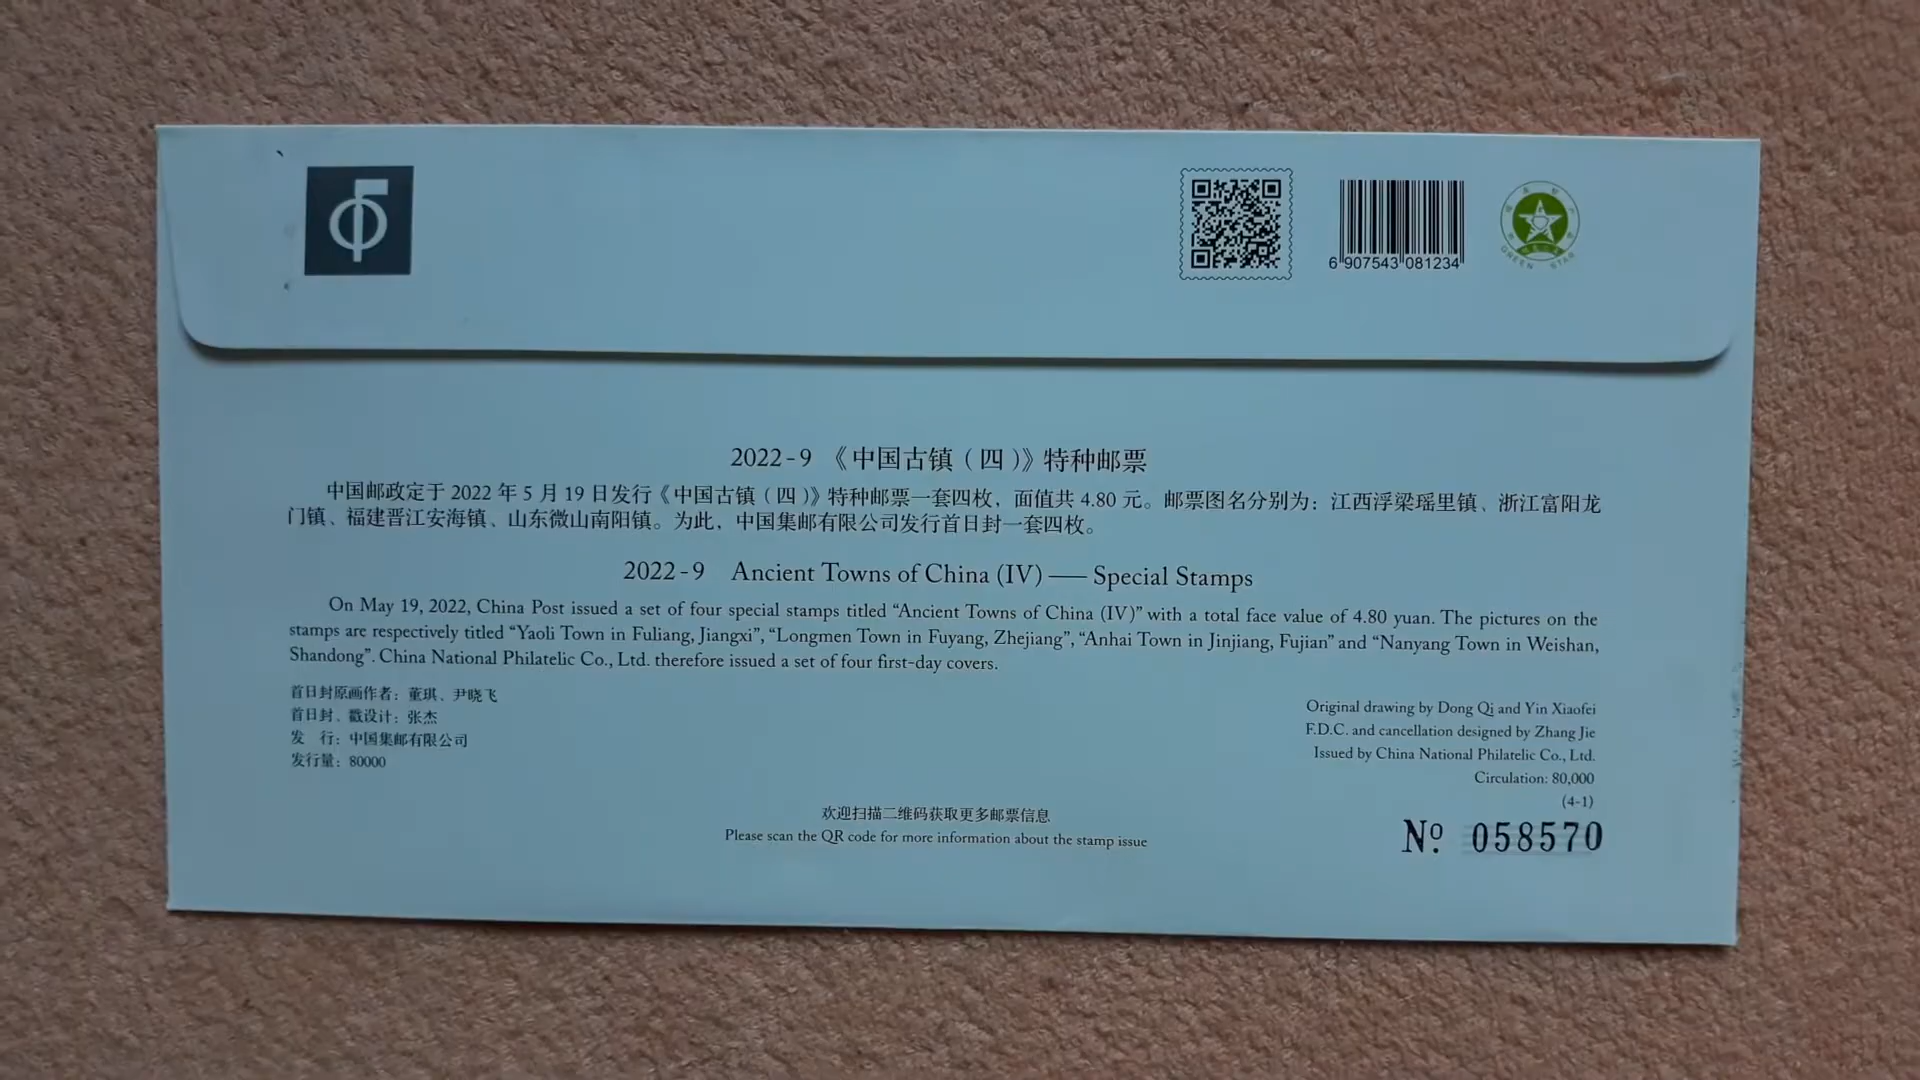 6 907543 081234
GREEN STAR
2022-9 《中国古镇（四）》特种邮票
中国邮政定于 2022 年 5 月 19 日发行《中国古镇（四）》特种邮票一套四枚，面值共 4.80 元。邮票图名分别为：江西浮梁瑶里镇、浙江富阳龙
门镇、福建晋江安海镇、山东微山南阳镇。为此，中国集邮有限公司发行首日封一套四枚。
2022-9 Ancient Towns of China (IV) —— Special Stamps
On May 19, 2022, China Post issued a set of four special stamps titled “Ancient Towns of China (IV)” with a total face value of 4.80 yuan. The pictures on the
stamps are respectively titled “Yaoli Town in Fuliang, Jiangxi”, “Longmen Town in Fuyang, Zhejiang”, “Anhai Town in Jinjiang, Fujian” and “Nanyang Town in Weishan,
Shandong”. China National Philatelic Co., Ltd. therefore issued a set of four first-day covers.
首日封原画作者：董琪、尹晓飞
首日封、戳设计：张杰
发 行：中国集邮有限公司
发行量：80000
Original drawing by Dong Qi and Yin Xiaofei
F.D.C. and cancellation designed by Zhang Jie
Issued by China National Philatelic Co., Ltd.
Circulation: 80,000
(4-1)
欢迎扫描二维码获取更多邮票信息
Please scan the QR code for more information about the stamp issue
Nº. 058570